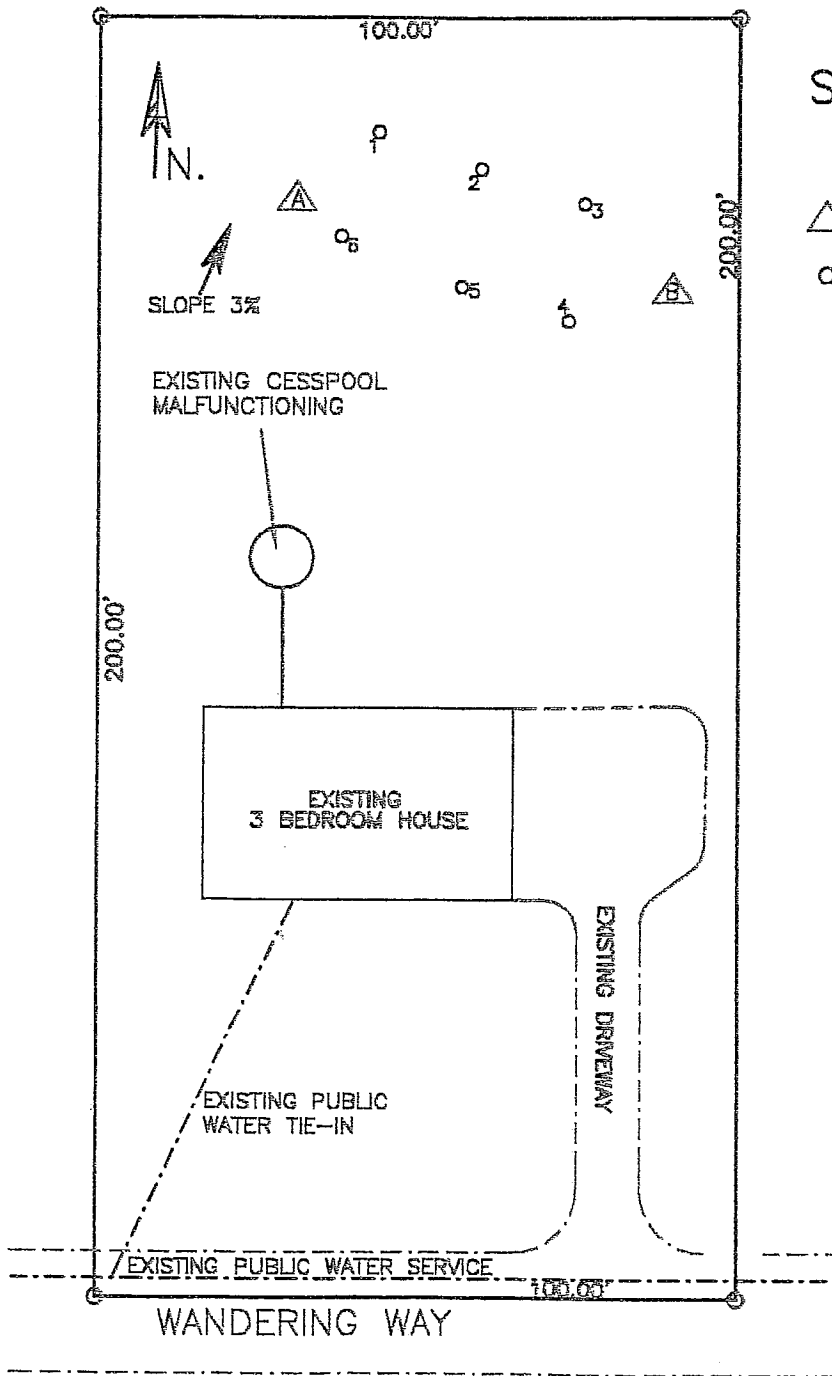 100.00'
S
N.
1
2
3
A
200.00'
6
5
4
B
SLOPE 3%
EXISTING CESSPOOL
MALFUNCTIONING
200.00'
EXISTING
3 BEDROOM HOUSE
EXISTING DRIVEWAY
EXISTING PUBLIC
WATER TIE-IN
EXISTING PUBLIC WATER SERVICE
100.00'
WANDERING WAY